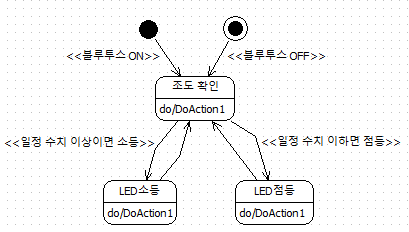 <<블루투스 ON>>
<<블루투스 OFF>>
조도 확인
do/DoAction1
<<일정 수치 이상이면 소등>>
<<일정 수치 이하면 점등>>
LED소등
do/DoAction1
LED점등
do/DoAction1